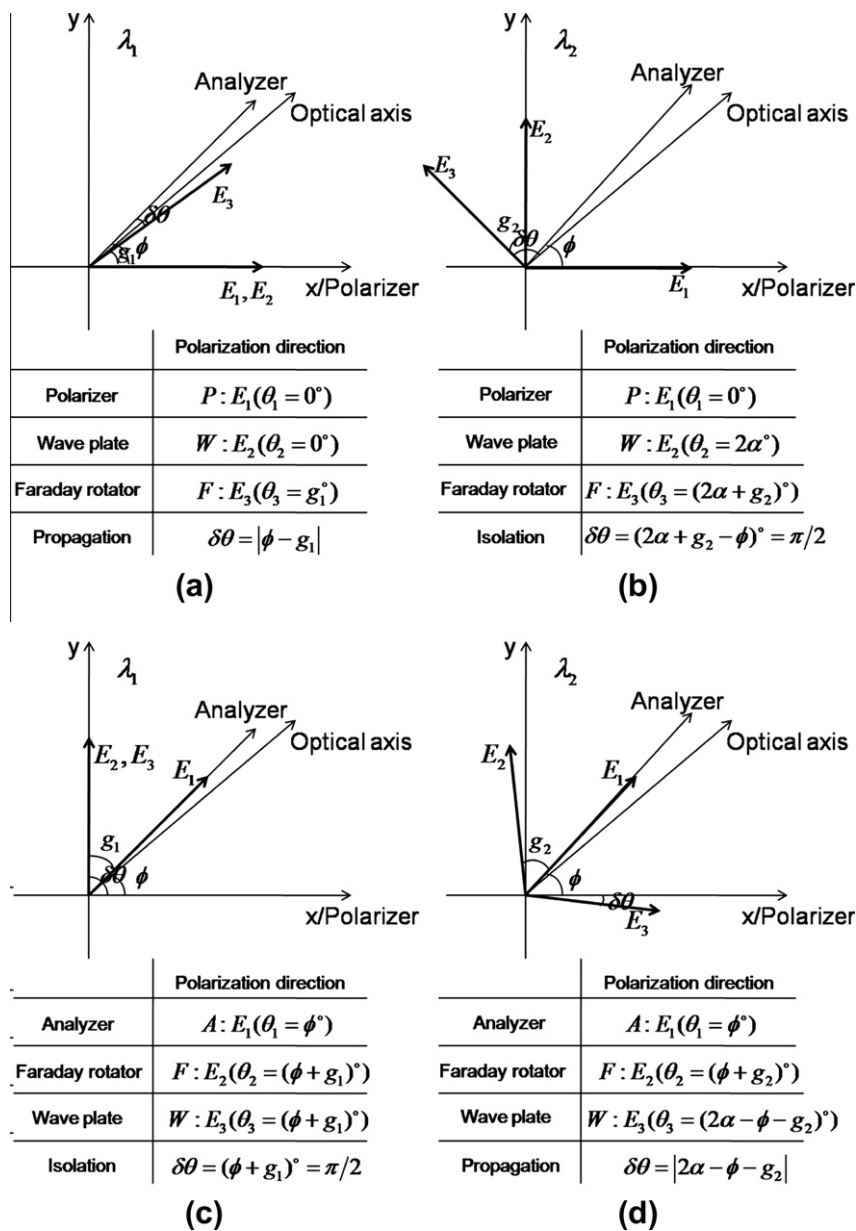 y
λ₁
Analyzer
Optical axis
E₃
δθ
g₁ ϕ
E₁, E₂
x/Polarizer
Polarization direction
Polarizer P : E₁(θ₁ = 0°)
Wave plate W : E₂(θ₂ = 0°)
Faraday rotator F : E₃(θ₃ = g₁°)
Propagation δθ = |ϕ − g₁|
(a)
y
λ₂
Analyzer
Optical axis
E₂
E₃
g₂
δθ
ϕ
E₁
x/Polarizer
Polarization direction
Polarizer P : E₁(θ₁ = 0°)
Wave plate W : E₂(θ₂ = 2α°)
Faraday rotator F : E₃(θ₃ = (2α + g₂)°)
Isolation δθ = (2α + g₂ − ϕ)° = π/2
(b)
y
λ₁
Analyzer
Optical axis
E₂, E₃
E₁
g₁
δθ ϕ
x/Polarizer
Polarization direction
Analyzer A : E₁(θ₁ = ϕ°)
Faraday rotator F : E₂(θ₂ = (ϕ + g₁)°)
Wave plate W : E₃(θ₃ = (ϕ + g₁)°)
Isolation δθ = (ϕ + g₁)° = π/2
(c)
y
λ₂
Analyzer
Optical axis
E₂
E₁
g₂
ϕ
δθ
E₃
x/Polarizer
Polarization direction
Analyzer A : E₁(θ₁ = ϕ°)
Faraday rotator F : E₂(θ₂ = (ϕ + g₂)°)
Wave plate W : E₃(θ₃ = (2α − ϕ − g₂)°)
Propagation δθ = |2α − ϕ − g₂|
(d)